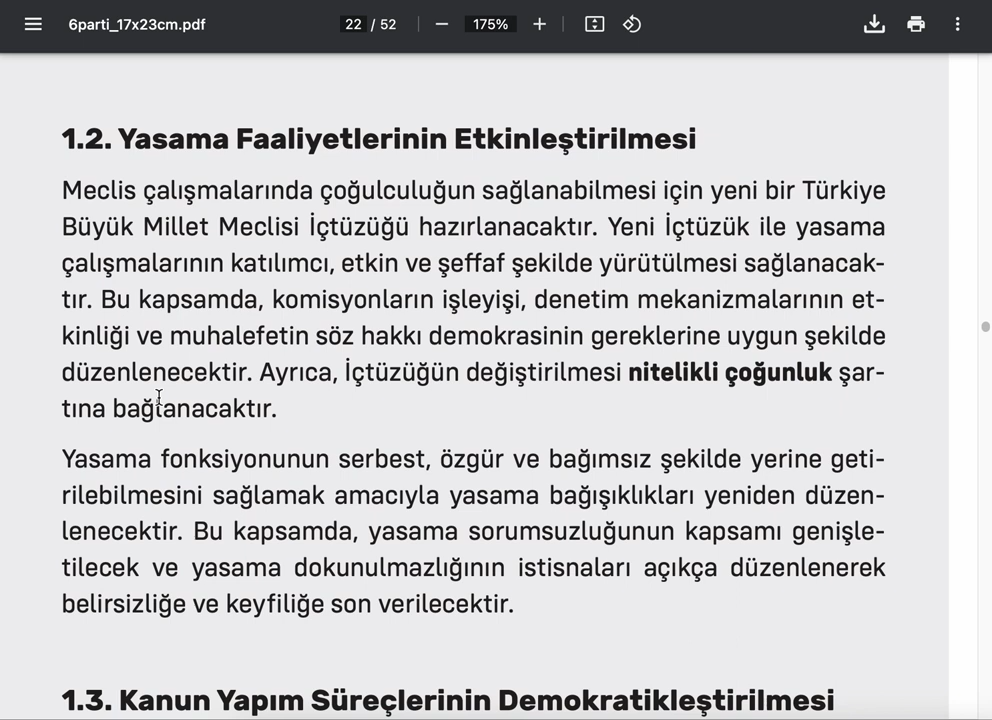 6parti_17x23cm.pdf 22 / 52 175%
1.2. Yasama Faaliyetlerinin Etkinleştirilmesi
Meclis çalışmalarında çoğulculuğun sağlanabilmesi için yeni bir Türkiye
Büyük Millet Meclisi İçtüzüğü hazırlanacaktır. Yeni İçtüzük ile yasama
çalışmalarının katılımcı, etkin ve şeffaf şekilde yürütülmesi sağlanacak-
tır. Bu kapsamda, komisyonların işleyişi, denetim mekanizmalarının et-
kinliği ve muhalefetin söz hakkı demokrasinin gereklerine uygun şekilde
düzenlenecektir. Ayrıca, İçtüzüğün değiştirilmesi nitelikli çoğunluk şar-
tına bağlanacaktır.
Yasama fonksiyonunun serbest, özgür ve bağımsız şekilde yerine geti-
rilebilmesini sağlamak amacıyla yasama bağışıklıkları yeniden düzen-
lenecektir. Bu kapsamda, yasama sorumsuzluğunun kapsamı genişle-
tilecek ve yasama dokunulmazlığının istisnaları açıkça düzenlenerek
belirsizliğe ve keyfiliğe son verilecektir.
1.3. Kanun Yapım Süreçlerinin Demokratikleştirilmesi